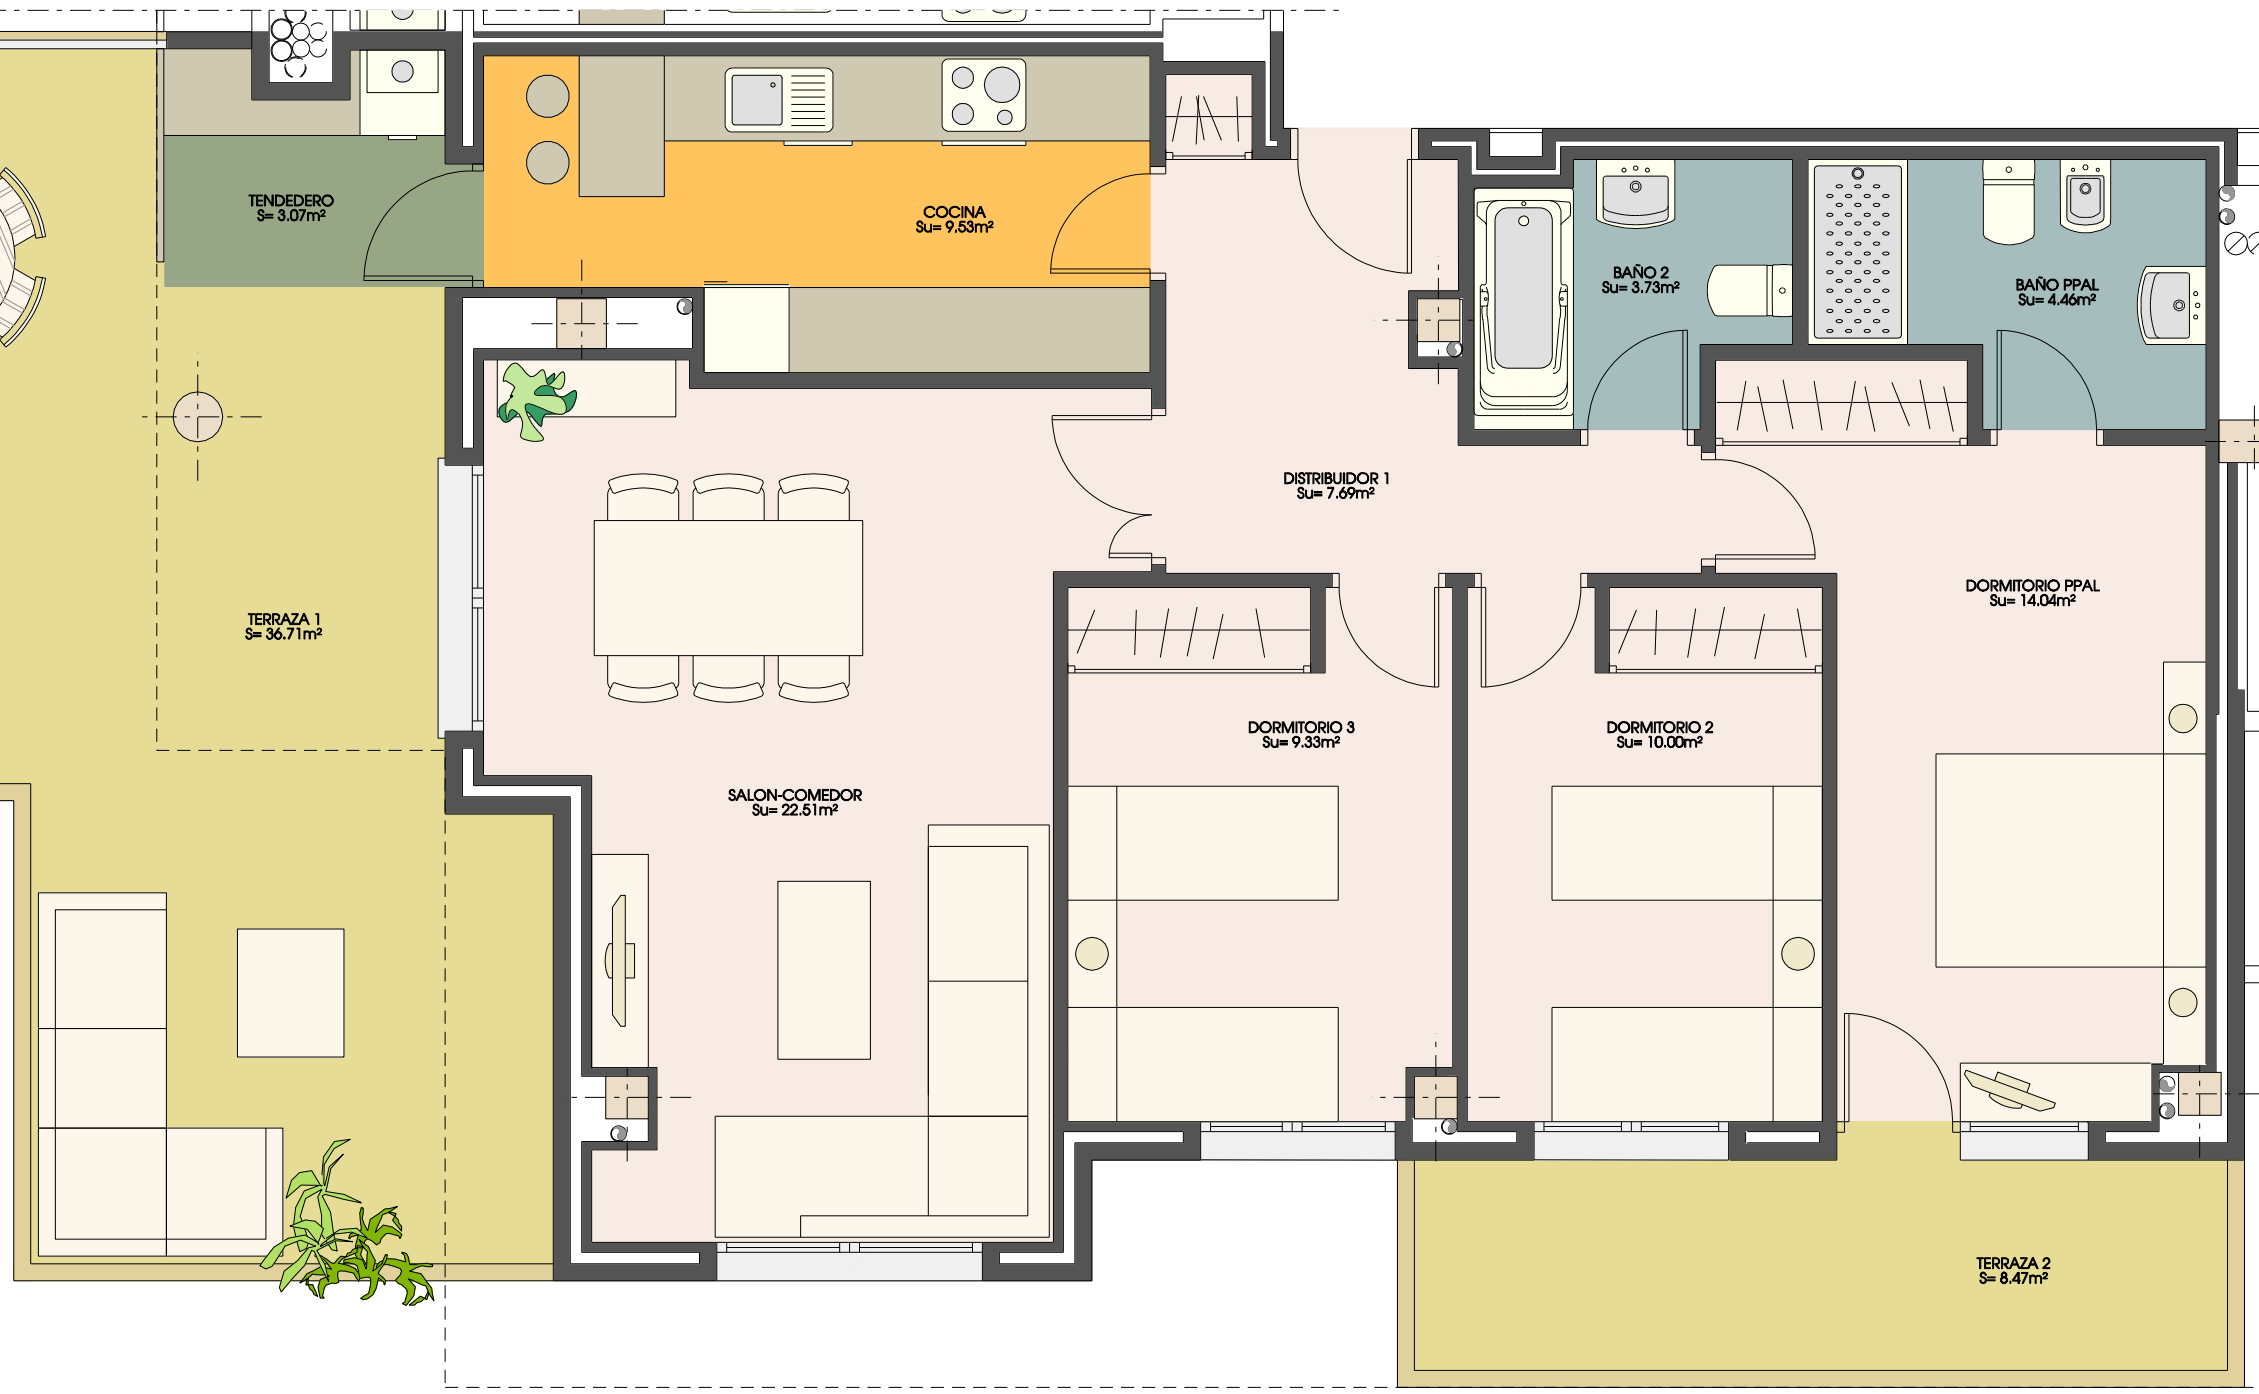 TENDEDERO
S= 3.07m²
COCINA
Su= 9.53m²
BAÑO 2
Su= 3.73m²
BAÑO PPAL
Su= 4.46m²
DISTRIBUIDOR 1
Su= 7.69m²
DORMITORIO PPAL
Su= 14.04m²
TERRAZA 1
S= 36.71m²
DORMITORIO 3
Su= 9.33m²
DORMITORIO 2
Su= 10.00m²
SALON-COMEDOR
Su= 22.51m²
TERRAZA 2
S= 8.47m²